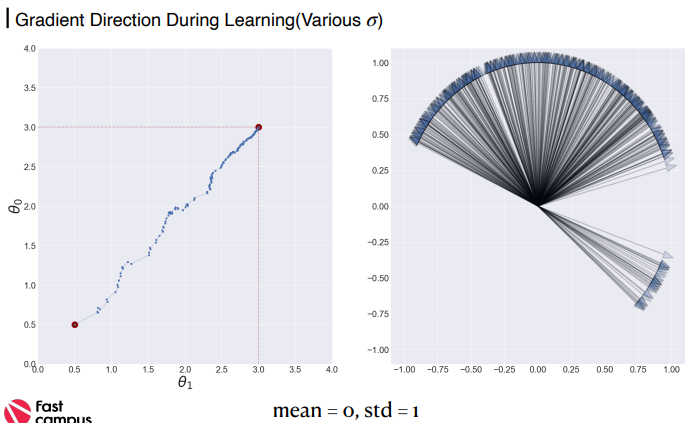 Gradient Direction During Learning(Various σ)
4.0
3.5
3.0
2.5
2.0
1.5
1.0
0.5
0.0
θ0
0.0 0.5 1.0 1.5 2.0 2.5 3.0 3.5 4.0
θ1
1.00
0.75
0.50
0.25
0.00
−0.25
−0.50
−0.75
−1.00
−1.00 −0.75 −0.50 −0.25 0.00 0.25 0.50 0.75 1.00
mean = 0, std = 1
Fast
campus